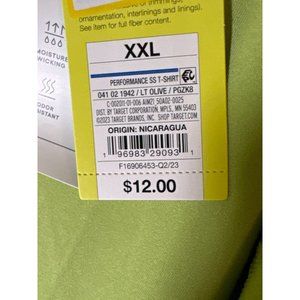 ornamentation, interlinings and linings).
See item for full fiber content.
MOISTURE
WICKING
ODOR
XXL
PERFORMANCE SS T-SHIRT
041 02 1942 / LT OLIVE / PGZK8
DIST. BY TARGET CORPORATION, MPLS, MN 55403
©2023 TARGET BRANDS, INC. SHOP TARGET.COM
ORIGIN: NICARAGUA
1 96983 29093 1
F16906453-Q2/23
$12.00